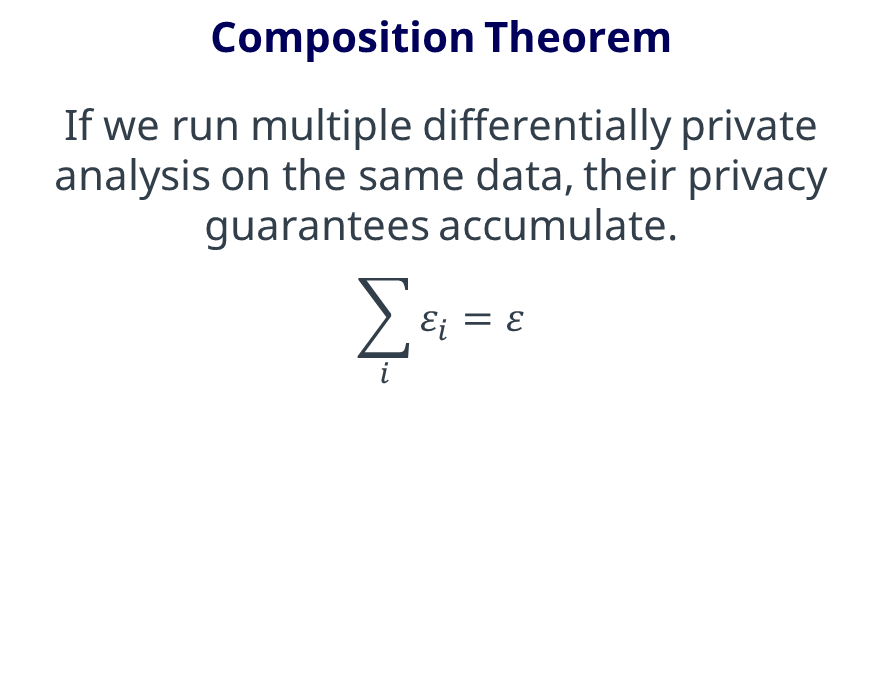 Composition Theorem
If we run multiple differentially private
analysis on the same data, their privacy
guarantees accumulate.
∑ εᵢ = ε
i